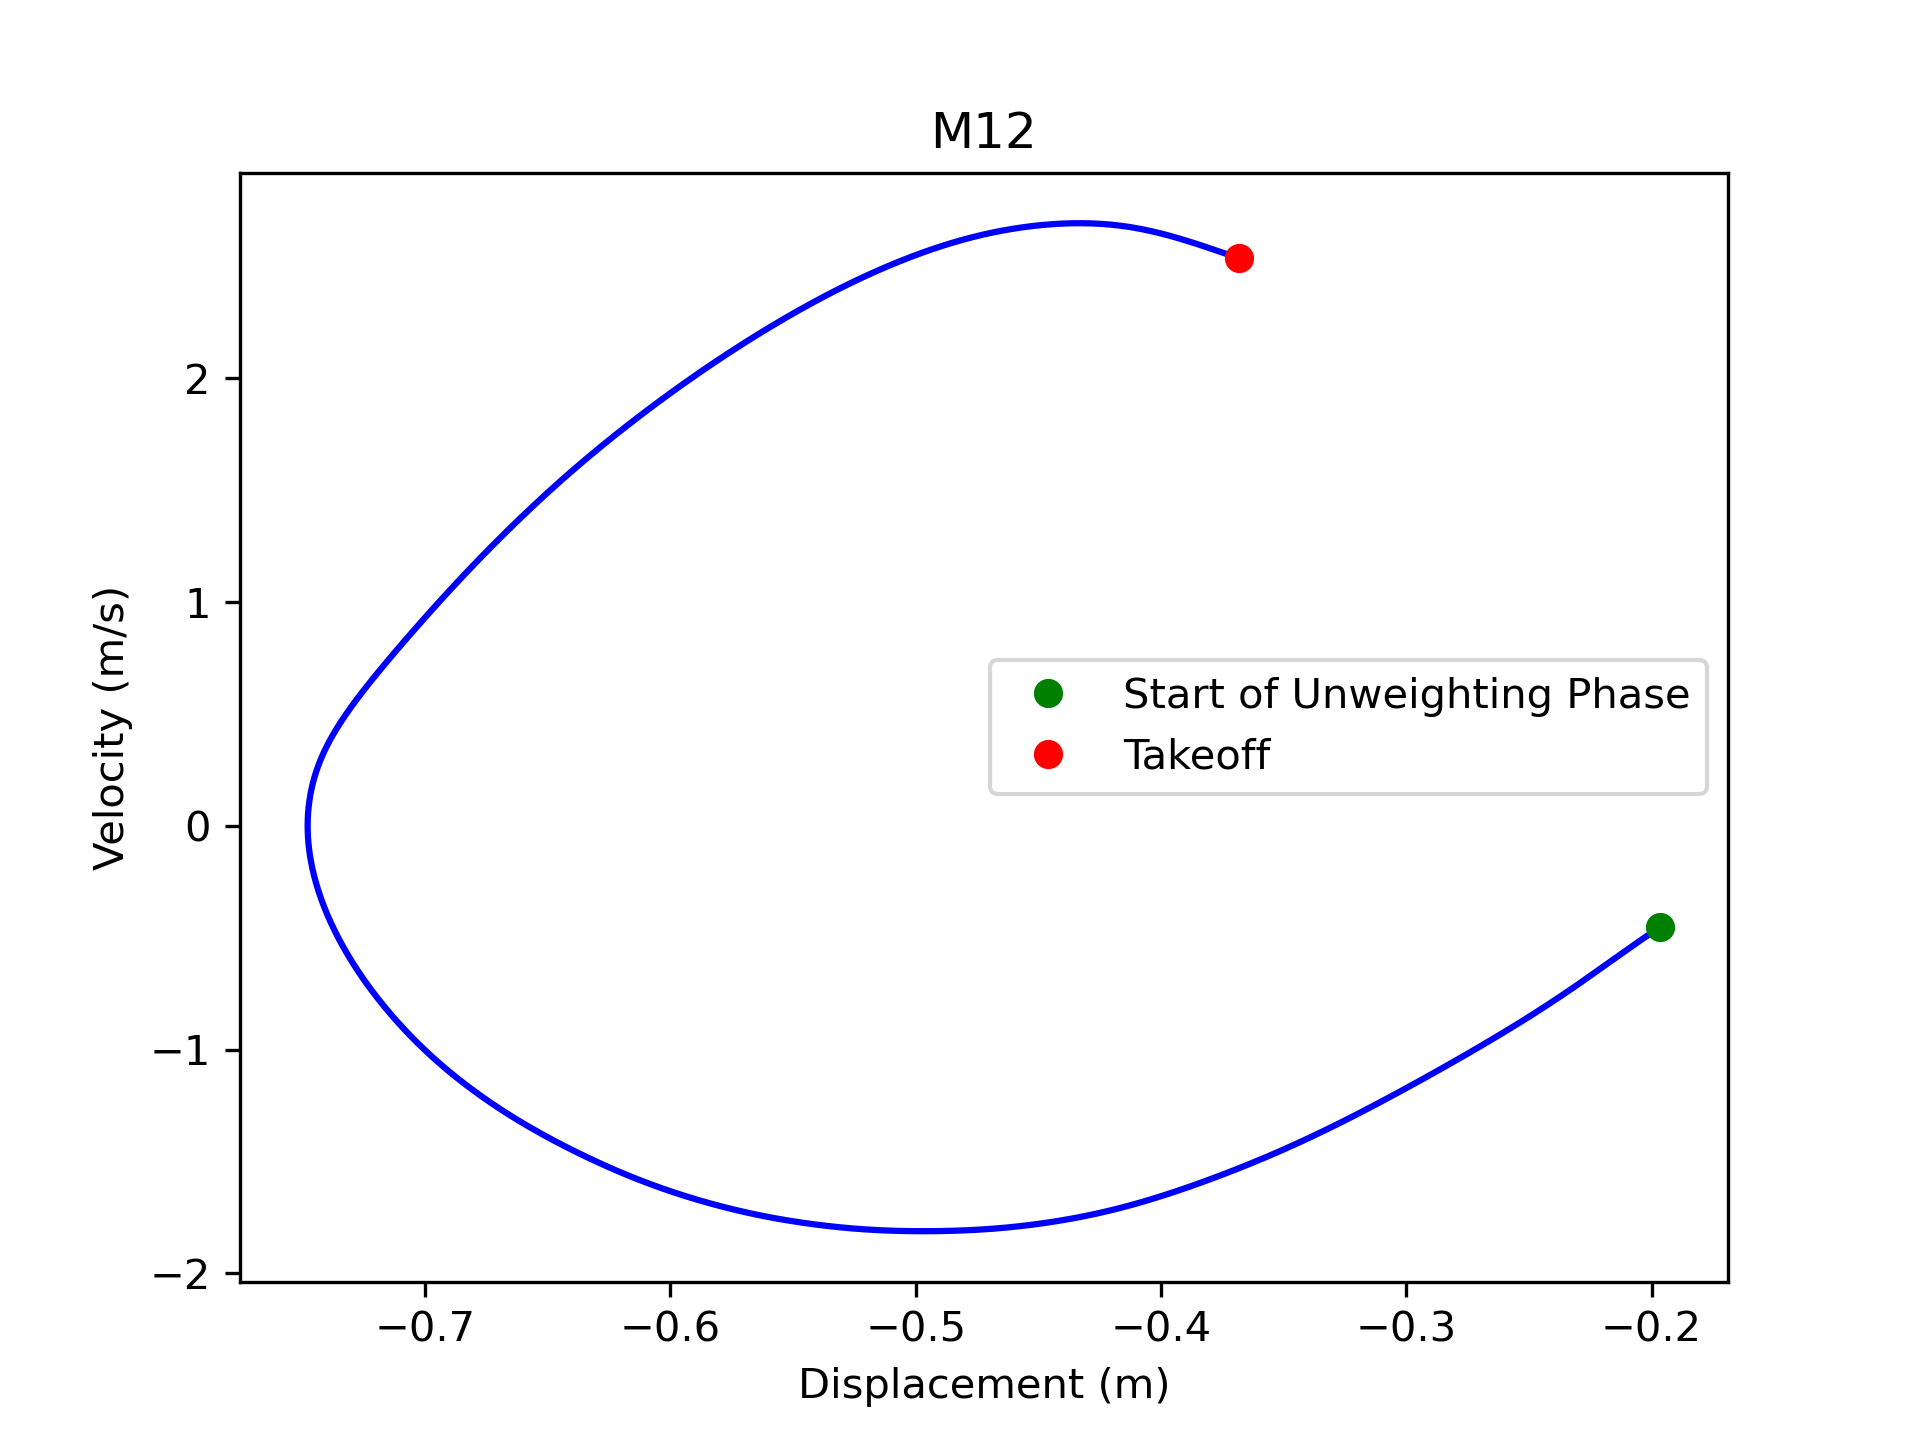 M12
Velocity (m/s)
2
1
0
−1
−2
Start of Unweighting Phase
Takeoff
−0.7 −0.6 −0.5 −0.4 −0.3 −0.2
Displacement (m)